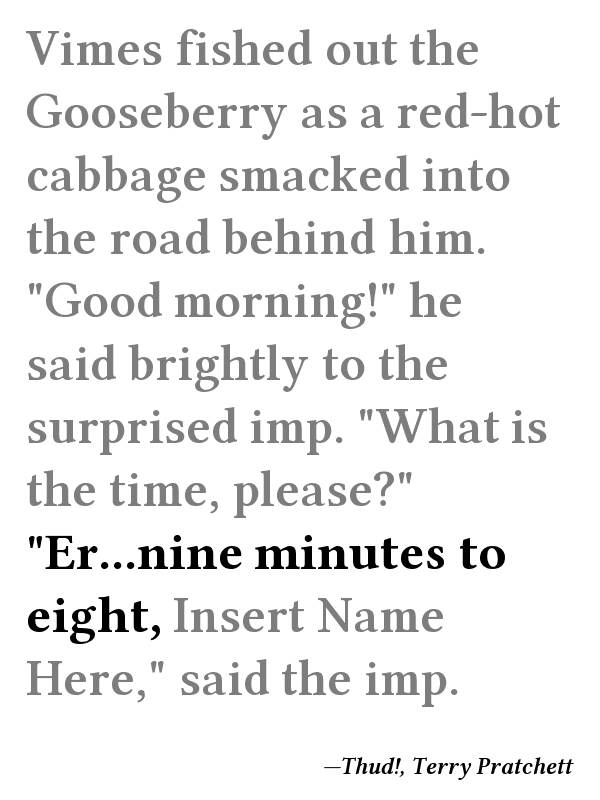 Vimes fished out the
Gooseberry as a red-hot
cabbage smacked into
the road behind him.
"Good morning!" he
said brightly to the
surprised imp. "What is
the time, please?"
"Er...nine minutes to
eight, Insert Name
Here," said the imp.
—Thud!, Terry Pratchett